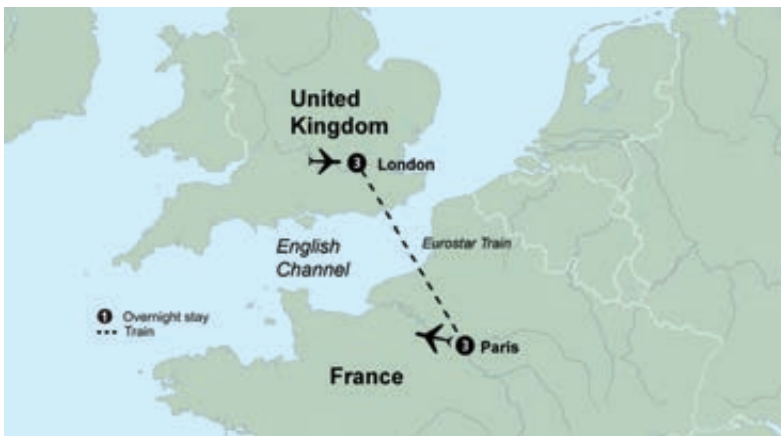 United
Kingdom
3 London
English
Channel
Eurostar Train
1 Overnight stay
Train
3 Paris
France